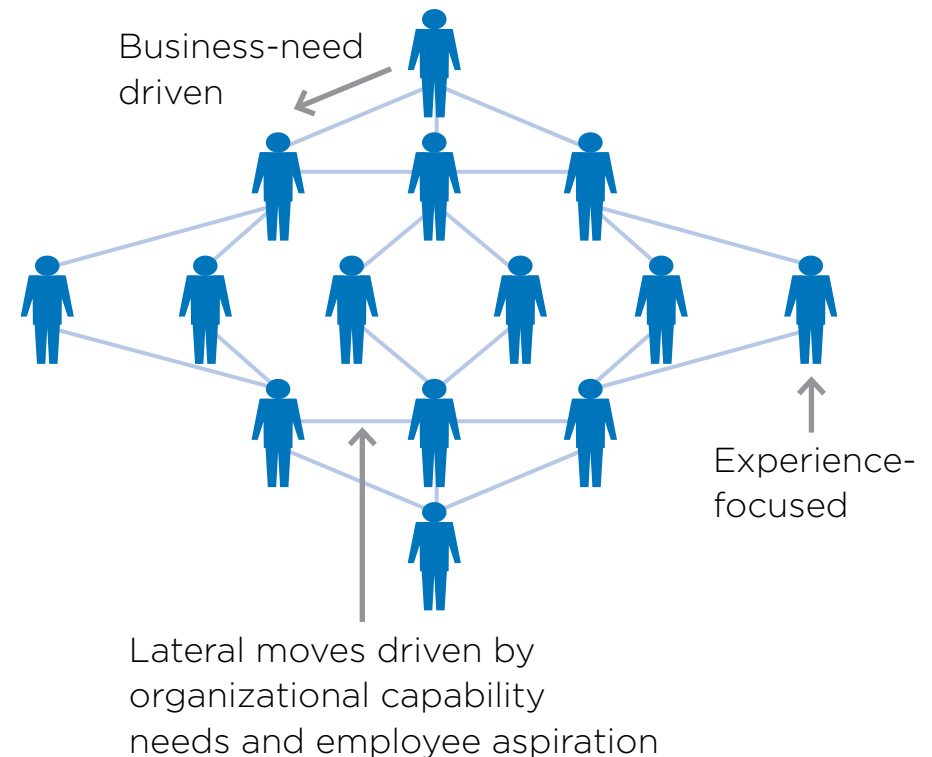 Business-need
driven
Experience-
focused
Lateral moves driven by
organizational capability
needs and employee aspiration